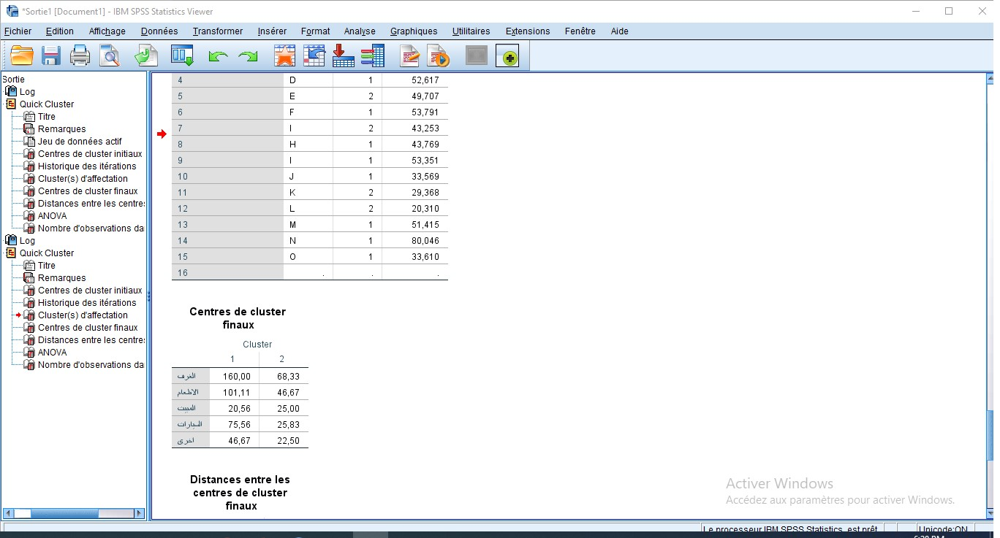 *Sortie1 [Document1] - IBM SPSS Statistics Viewer
Fichier Edition Affichage Données Transformer Insérer Format Analyse Graphiques Utilitaires Extensions Fenêtre Aide
Sortie
Log
Quick Cluster
Titre
Remarques
Jeu de données actif
Centres de cluster initiaux
Historique des itérations
Cluster(s) d'affectation
Centres de cluster finaux
Distances entre les centre
ANOVA
Nombre d'observations da
Log
Quick Cluster
Titre
Remarques
Centres de cluster initiaux
Historique des itérations
Cluster(s) d'affectation
Centres de cluster finaux
Distances entre les centre
ANOVA
Nombre d'observations da
4 D 1 52,617
5 E 2 49,707
6 F 1 53,791
7 I 2 43,253
8 H 1 43,769
9 I 1 53,351
10 J 1 33,569
11 K 2 29,368
12 L 2 20,310
13 M 1 51,415
14 N 1 80,046
15 O 1 33,610
16 . . .
Centres de cluster
finaux
Cluster
1 2
الغرف 160,00 68,33
الاطعام 101,11 46,67
المبيت 20,56 25,00
السيارات 75,56 25,83
اخرى 46,67 22,50
Distances entre les
centres de cluster
finaux
Activer Windows
Accédez aux paramètres pour activer Windows.
Le processeur IBM SPSS Statistics est prêt Unicode:ON